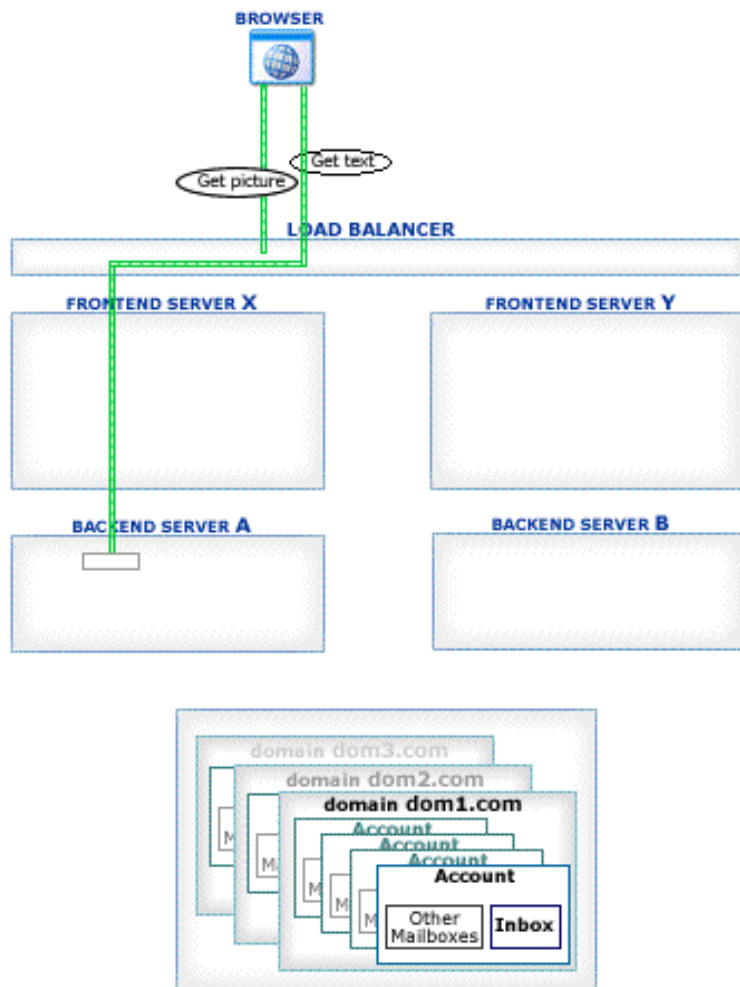 BROWSER
Get text
Get picture
LOAD BALANCER
FRONTEND SERVER X
FRONTEND SERVER Y
BACKEND SERVER A
BACKEND SERVER B
domain dom3.com
domain dom2.com
domain dom1.com
Account
Account
Account
Account
Other
Mailboxes
Inbox